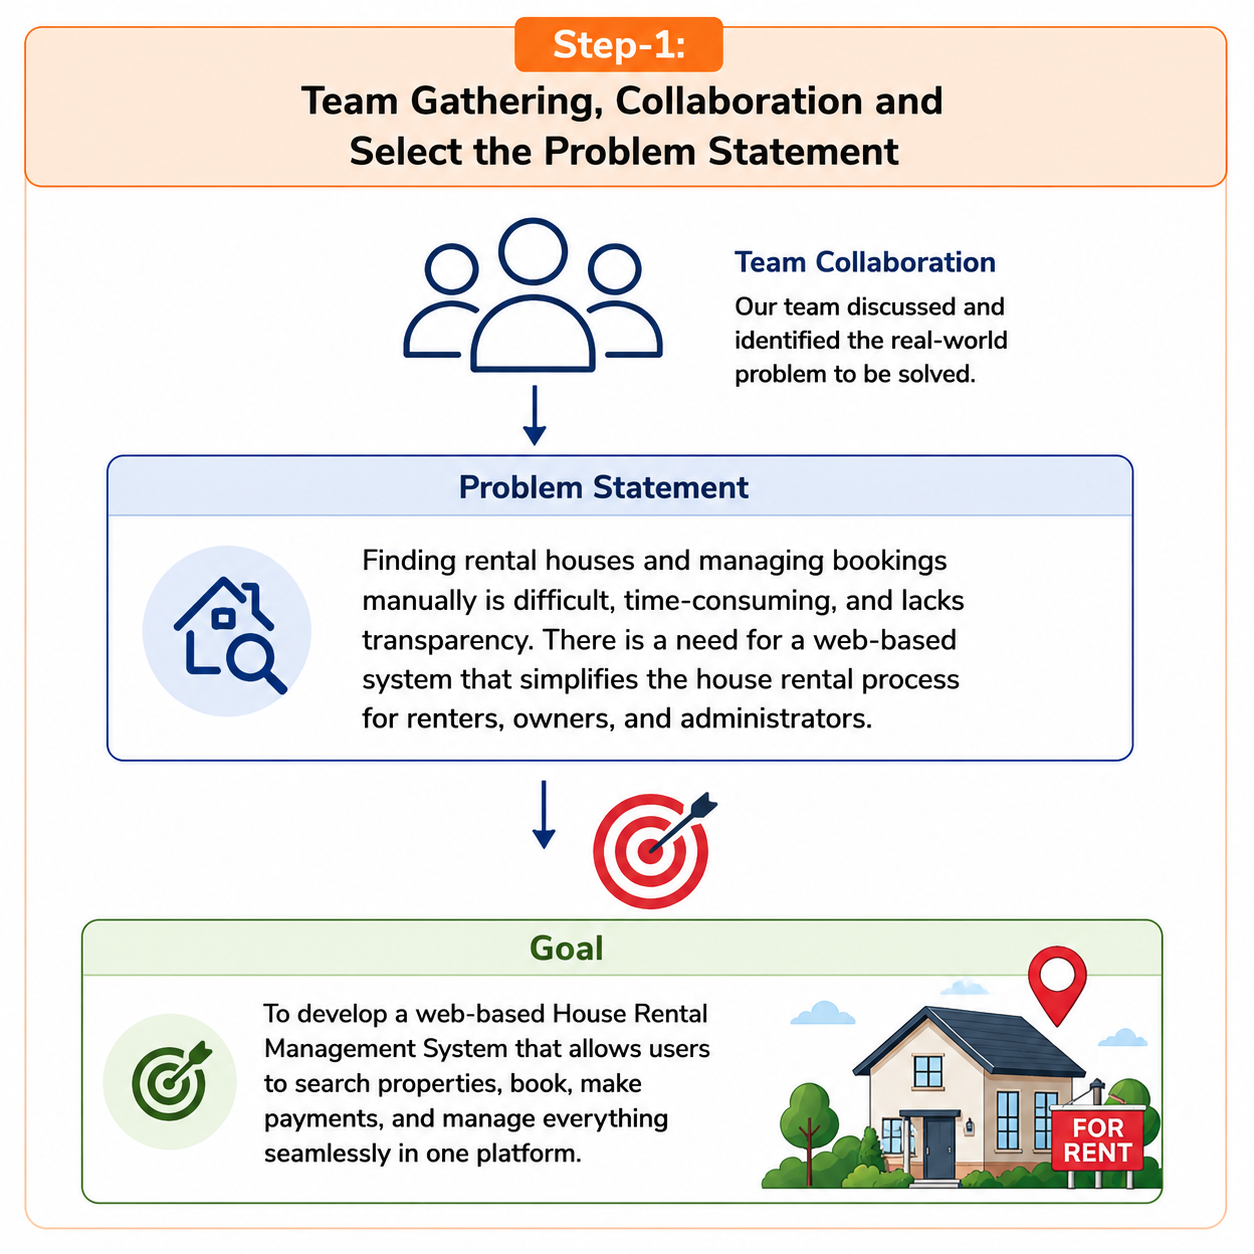 Step-1:
Team Gathering, Collaboration and
Select the Problem Statement
Team Collaboration
Our team discussed and
identified the real-world
problem to be solved.
Problem Statement
Finding rental houses and managing bookings
manually is difficult, time-consuming, and lacks
transparency. There is a need for a web-based
system that simplifies the house rental process
for renters, owners, and administrators.
Goal
To develop a web-based House Rental
Management System that allows users
to search properties, book, make
payments, and manage everything
seamlessly in one platform.
FOR
RENT